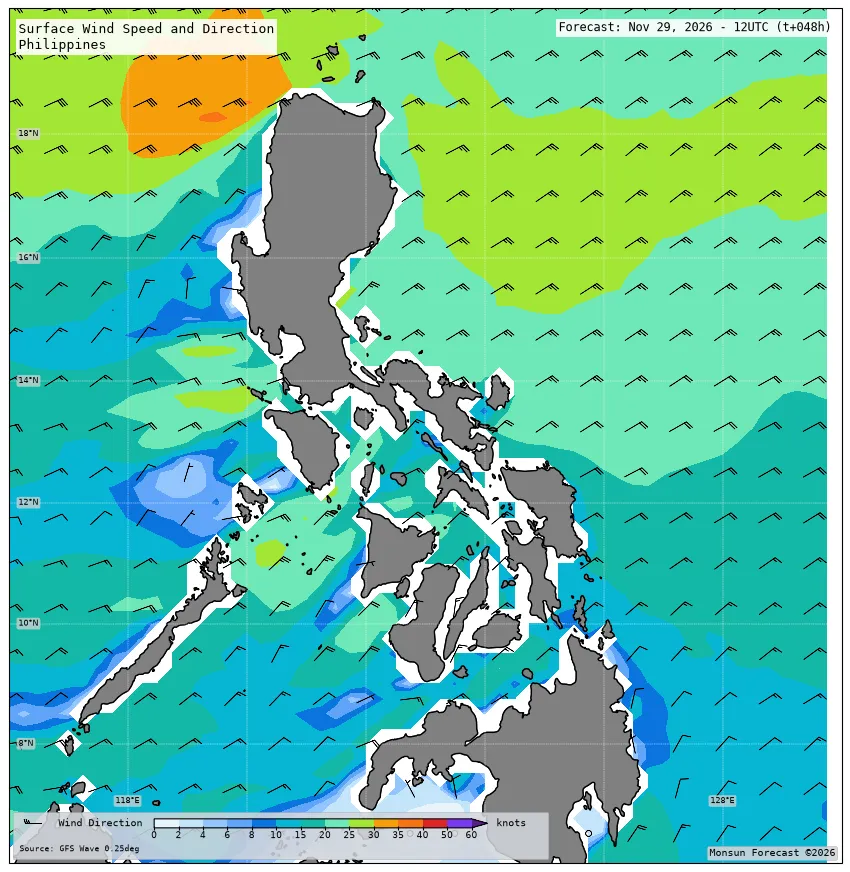 Surface Wind Speed and Direction
Philippines
Forecast: Nov 29, 2026 - 12UTC (t+048h)
18°N
16°N
14°N
12°N
10°N
8°N
118°E
128°E
Wind Direction
knots
0 2 4 6 8 10 15 20 25 30 35 40 50 60
Source: GFS Wave 0.25deg
Monsun Forecast ©2026